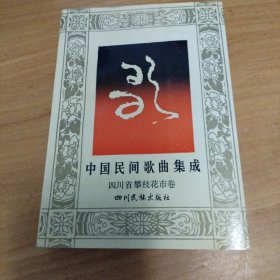 歌
中国民间歌曲集成
四川省攀枝花市卷
四川民族出版社